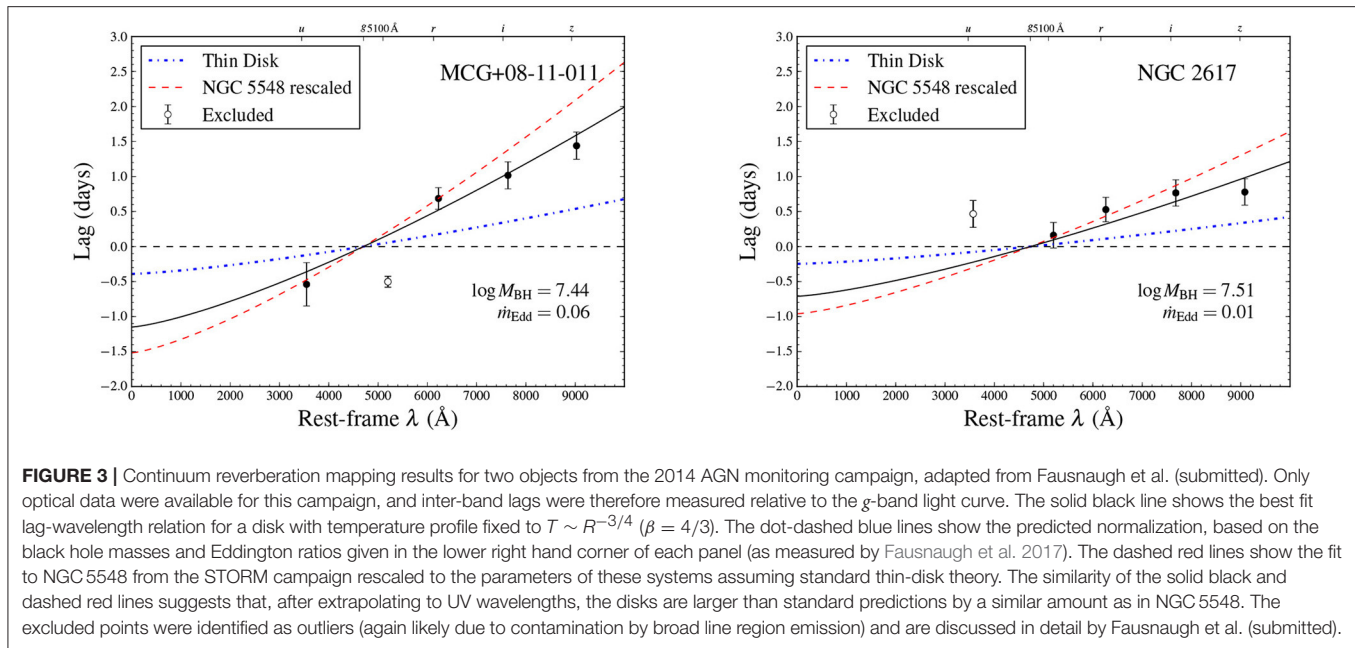 u g 5100 Å r i z
3.0
2.5
2.0
1.5
1.0
0.5
0.0
−0.5
−1.0
−1.5
−2.0
Lag (days)
Thin Disk
NGC 5548 rescaled
Excluded
MCG+08-11-011
log M_BH = 7.44
ṁ_Edd = 0.06
0 1000 2000 3000 4000 5000 6000 7000 8000 9000
Rest-frame λ (Å)
u g 5100 Å r i z
3.0
2.5
2.0
1.5
1.0
0.5
0.0
−0.5
−1.0
−1.5
−2.0
Lag (days)
Thin Disk
NGC 5548 rescaled
Excluded
NGC 2617
log M_BH = 7.51
ṁ_Edd = 0.01
0 1000 2000 3000 4000 5000 6000 7000 8000 9000
Rest-frame λ (Å)
FIGURE 3 | Continuum reverberation mapping results for two objects from the 2014 AGN monitoring campaign, adapted from Fausnaugh et al. (submitted). Only
optical data were available for this campaign, and inter-band lags were therefore measured relative to the g-band light curve. The solid black line shows the best fit
lag-wavelength relation for a disk with temperature profile fixed to T ~ R^−3/4 (β = 4/3). The dot-dashed blue lines show the predicted normalization, based on the
black hole masses and Eddington ratios given in the lower right hand corner of each panel (as measured by Fausnaugh et al. 2017). The dashed red lines show the fit
to NGC 5548 from the STORM campaign rescaled to the parameters of these systems assuming standard thin-disk theory. The similarity of the solid black and
dashed red lines suggests that, after extrapolating to UV wavelengths, the disks are larger than standard predictions by a similar amount as in NGC 5548. The
excluded points were identified as outliers (again likely due to contamination by broad line region emission) and are discussed in detail by Fausnaugh et al. (submitted).